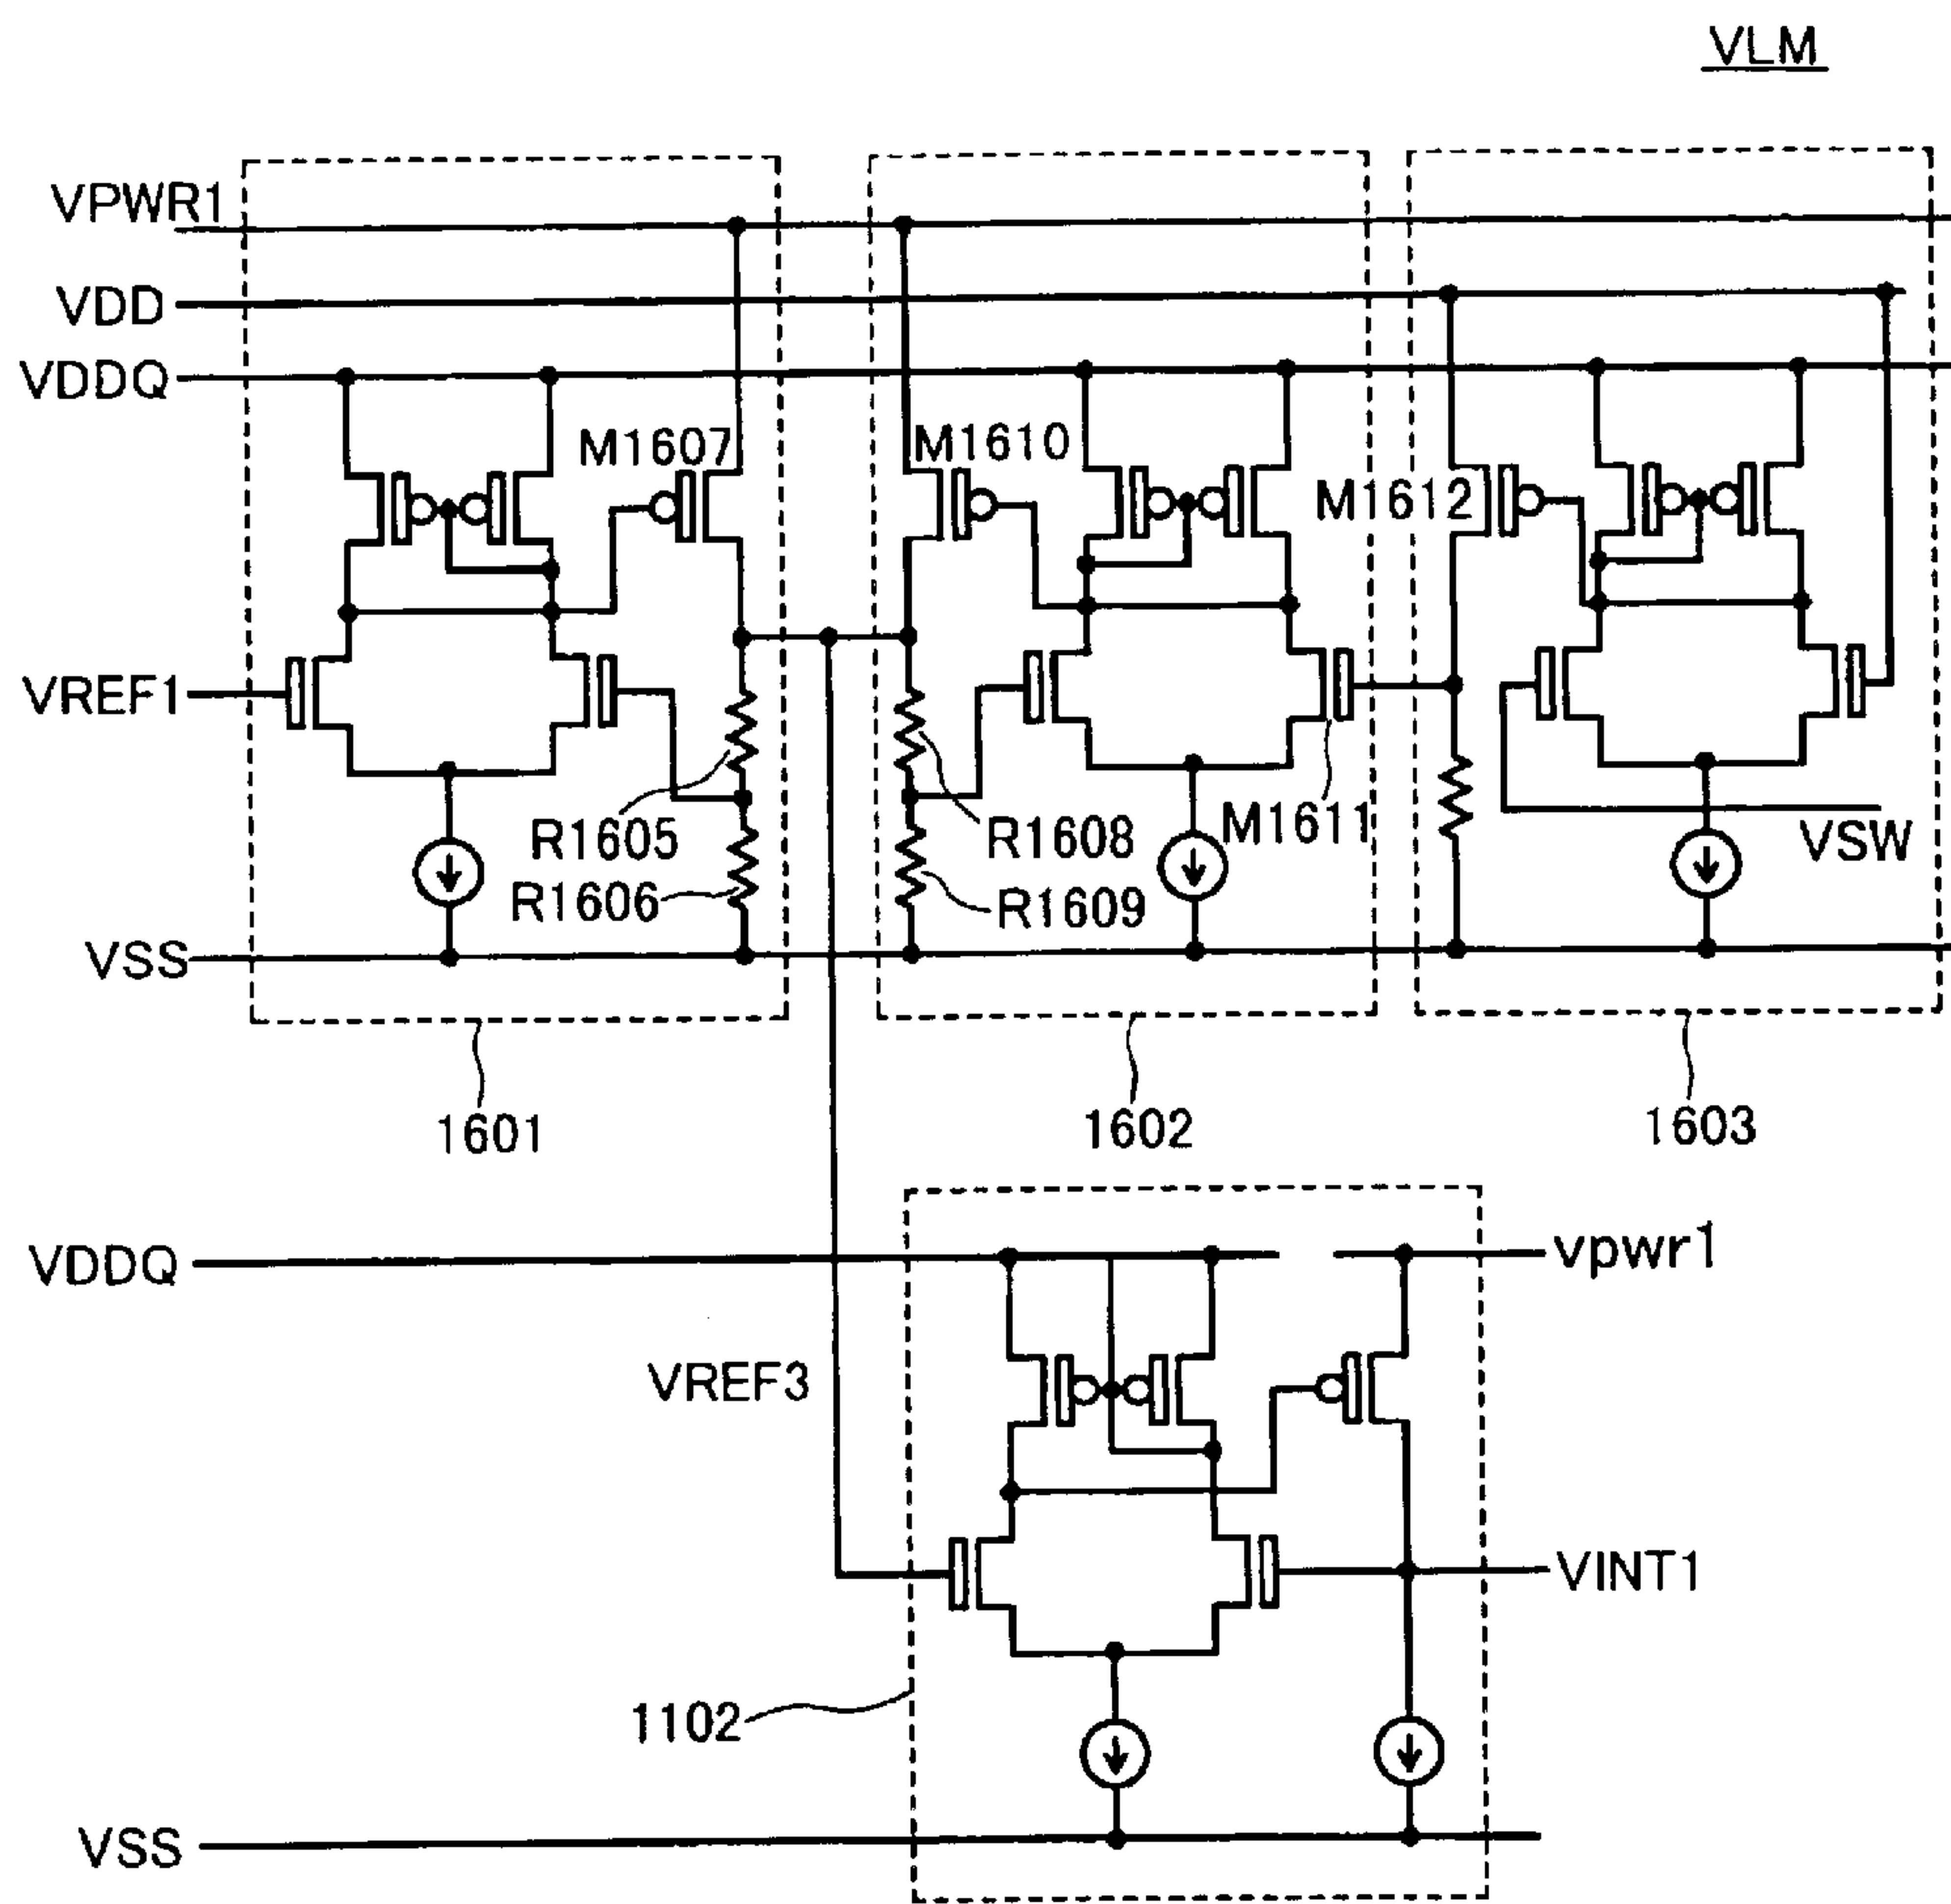 VLM
VPWR1
VDD
VDDQ
M1607
M1610
M1612
VREF1
R1605
R1608
M1611
VSW
R1606
R1609
VSS
1601
1602
1603
VDDQ
vpwr1
VREF3
VINT1
1102
VSS